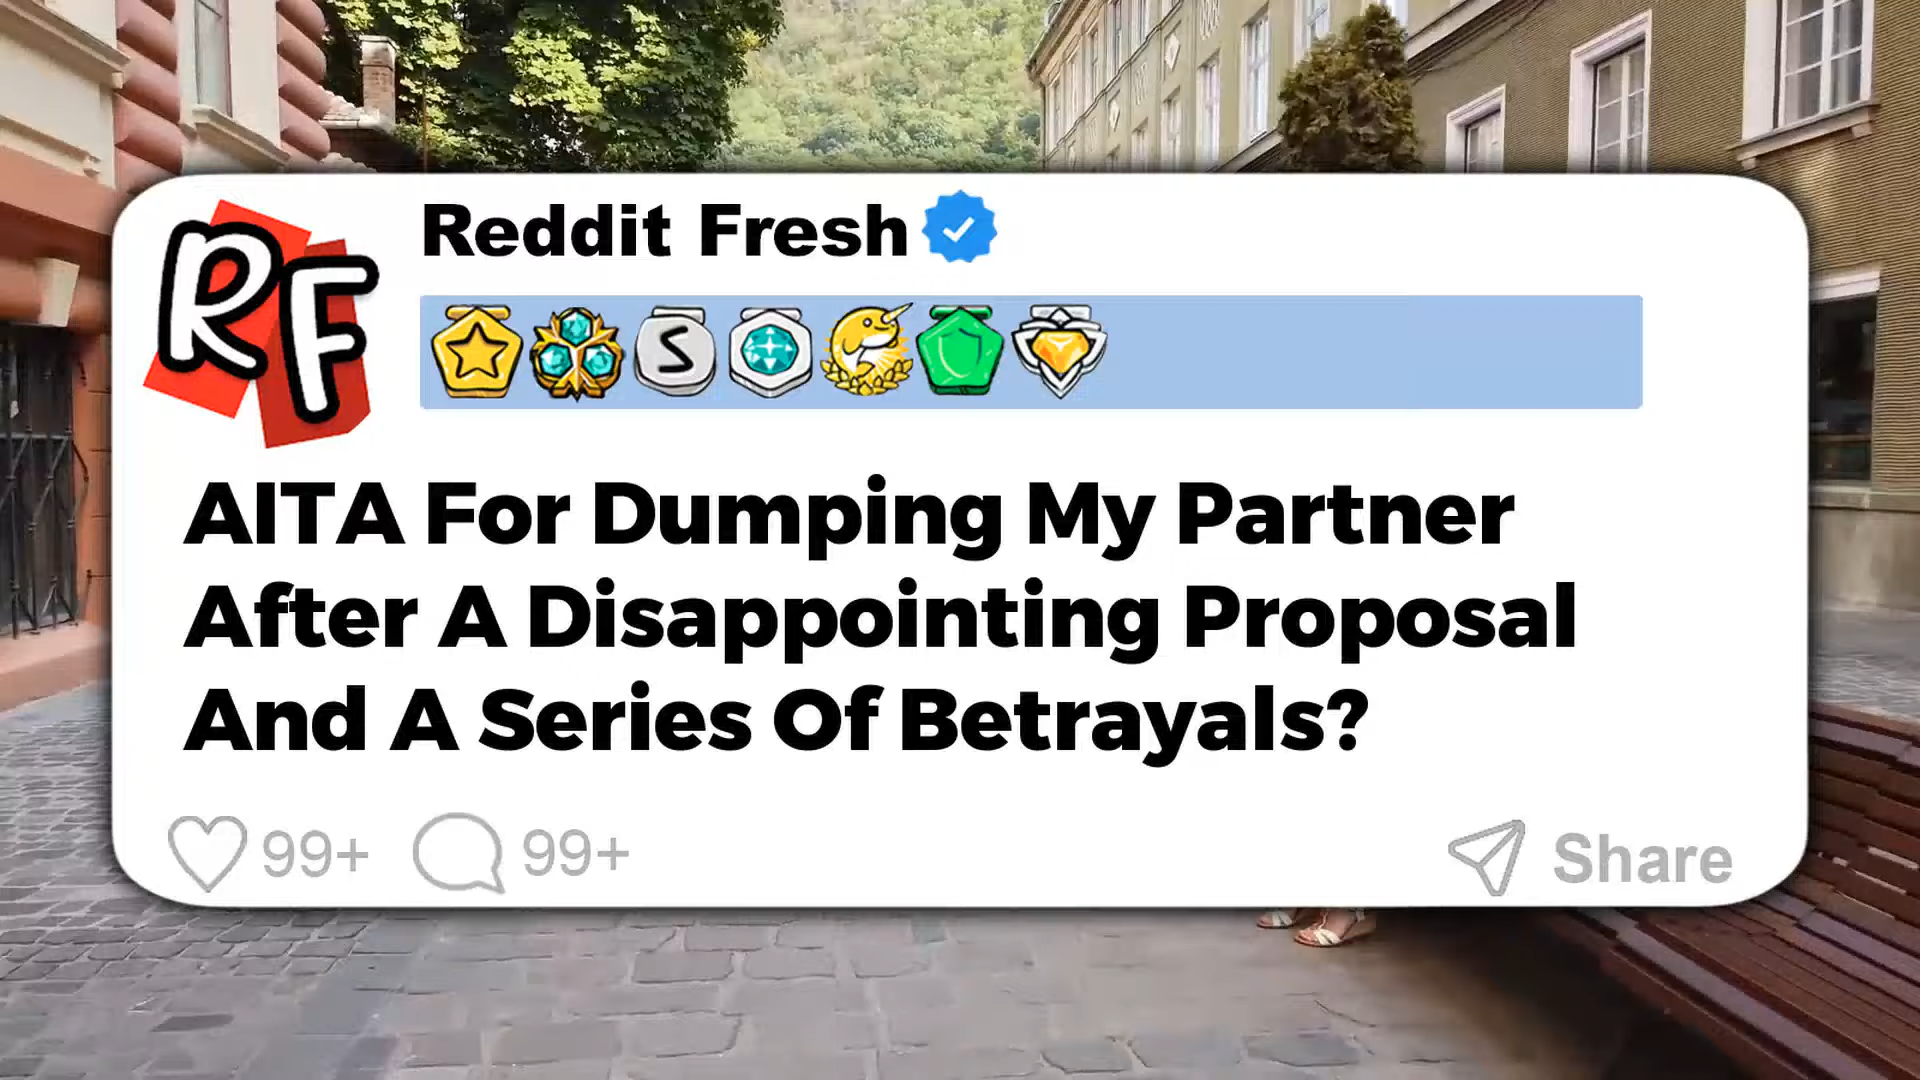 RF
Reddit Fresh
S
AITA For Dumping My Partner
After A Disappointing Proposal
And A Series Of Betrayals?
99+ 99+ Share